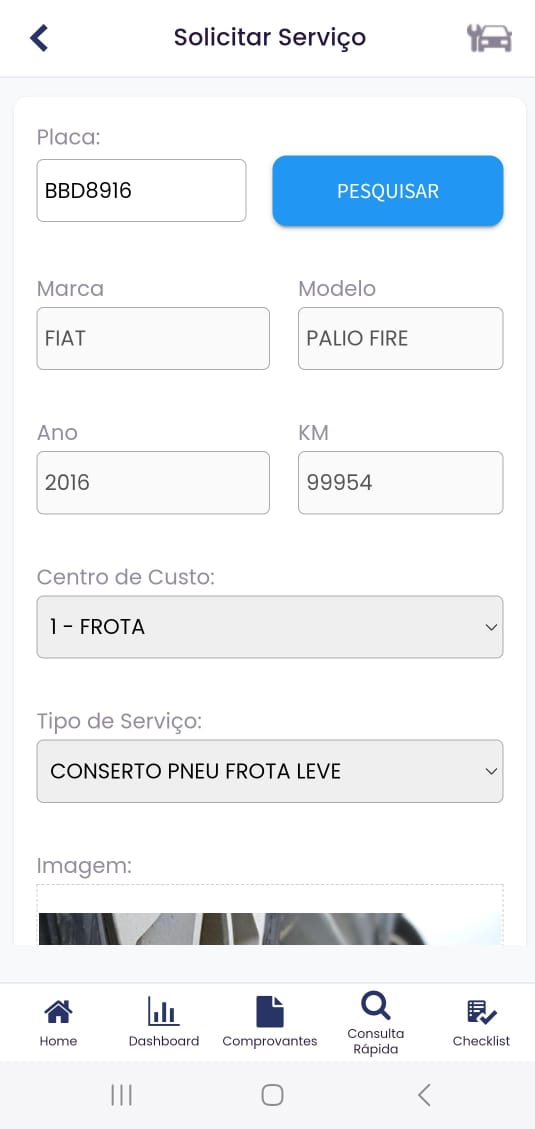 Solicitar Serviço
Placa:
BBD8916
PESQUISAR
Marca
Modelo
FIAT
PALIO FIRE
Ano
KM
2016
99954
Centro de Custo:
1 - FROTA
Tipo de Serviço:
CONSERTO PNEU FROTA LEVE
Imagem:
Home
Dashboard
Comprovantes
Consulta
Rápida
Checklist